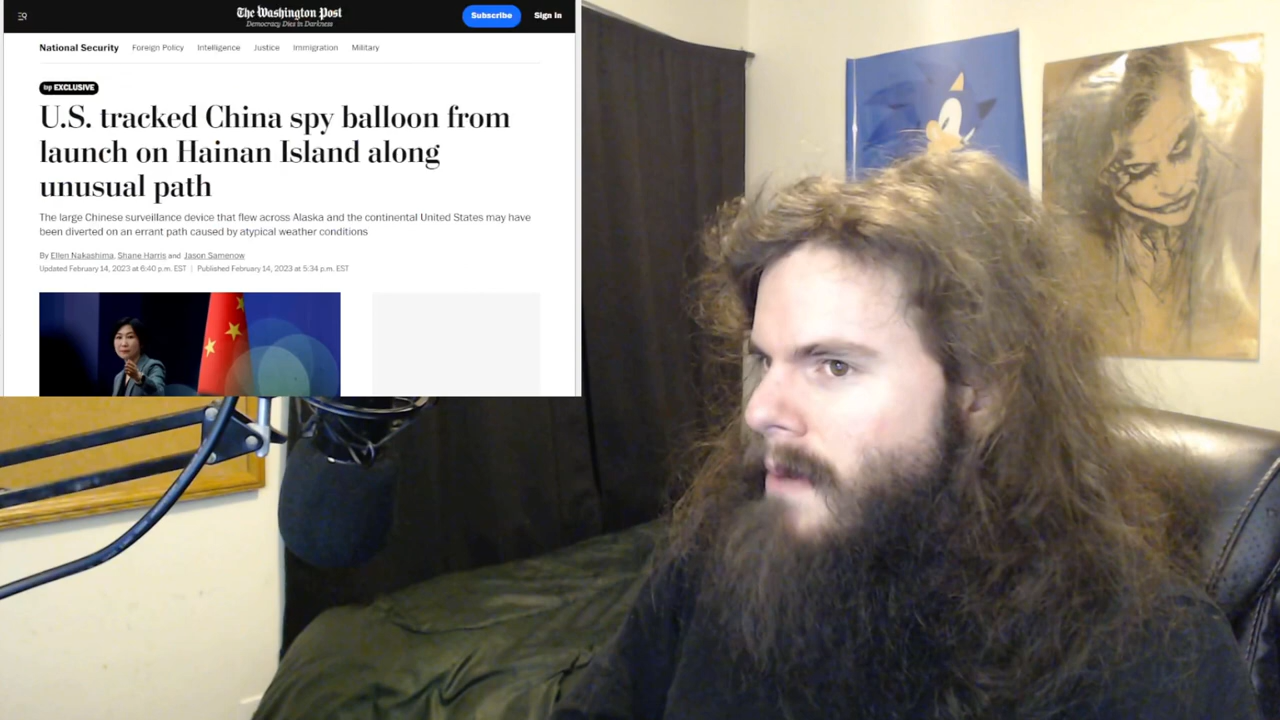 The Washington Post
Democracy Dies in Darkness
Subscribe
Sign in
National Security
Foreign Policy
Intelligence
Justice
Immigration
Military
wp EXCLUSIVE
U.S. tracked China spy balloon from
launch on Hainan Island along
unusual path
The large Chinese surveillance device that flew across Alaska and the continental United States may have
been diverted on an errant path caused by atypical weather conditions
By Ellen Nakashima, Shane Harris and Jason Samenow
Updated February 14, 2023 at 6:40 p.m. EST | Published February 14, 2023 at 5:34 p.m. EST